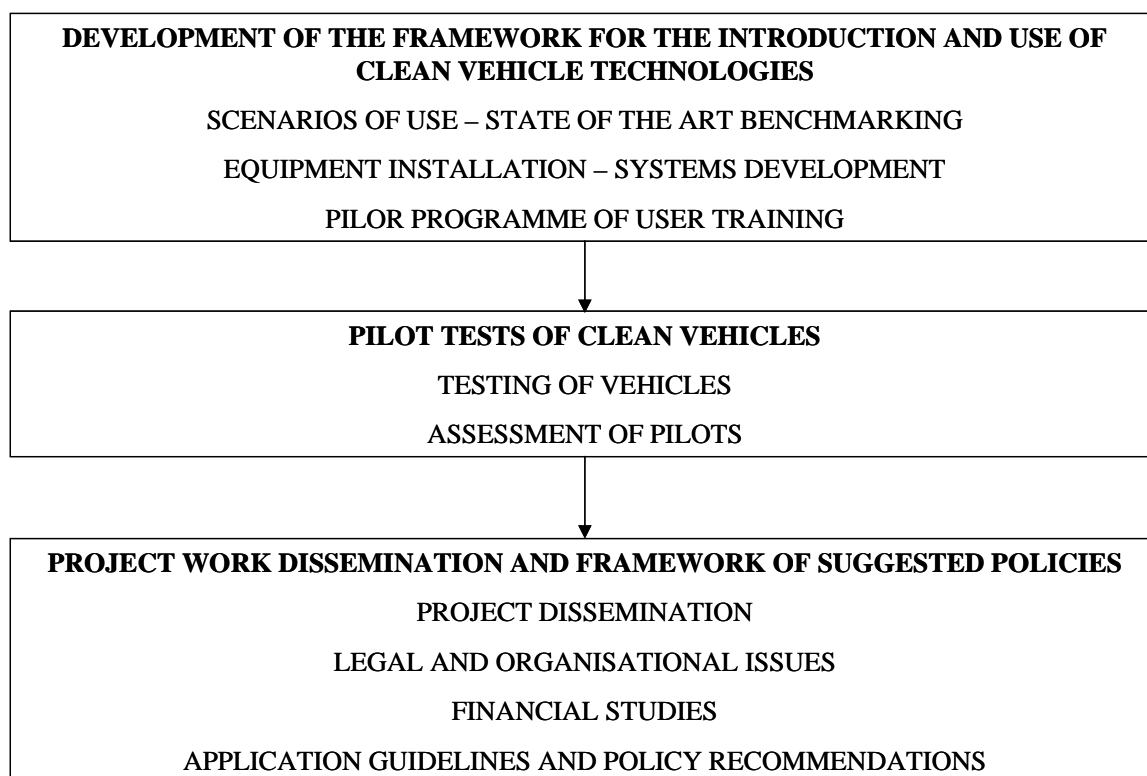 DEVELOPMENT OF THE FRAMEWORK FOR THE INTRODUCTION AND USE OF
CLEAN VEHICLE TECHNOLOGIES
SCENARIOS OF USE – STATE OF THE ART BENCHMARKING
EQUIPMENT INSTALLATION – SYSTEMS DEVELOPMENT
PILOR PROGRAMME OF USER TRAINING
PILOT TESTS OF CLEAN VEHICLES
TESTING OF VEHICLES
ASSESSMENT OF PILOTS
PROJECT WORK DISSEMINATION AND FRAMEWORK OF SUGGESTED POLICIES
PROJECT DISSEMINATION
LEGAL AND ORGANISATIONAL ISSUES
FINANCIAL STUDIES
APPLICATION GUIDELINES AND POLICY RECOMMENDATIONS